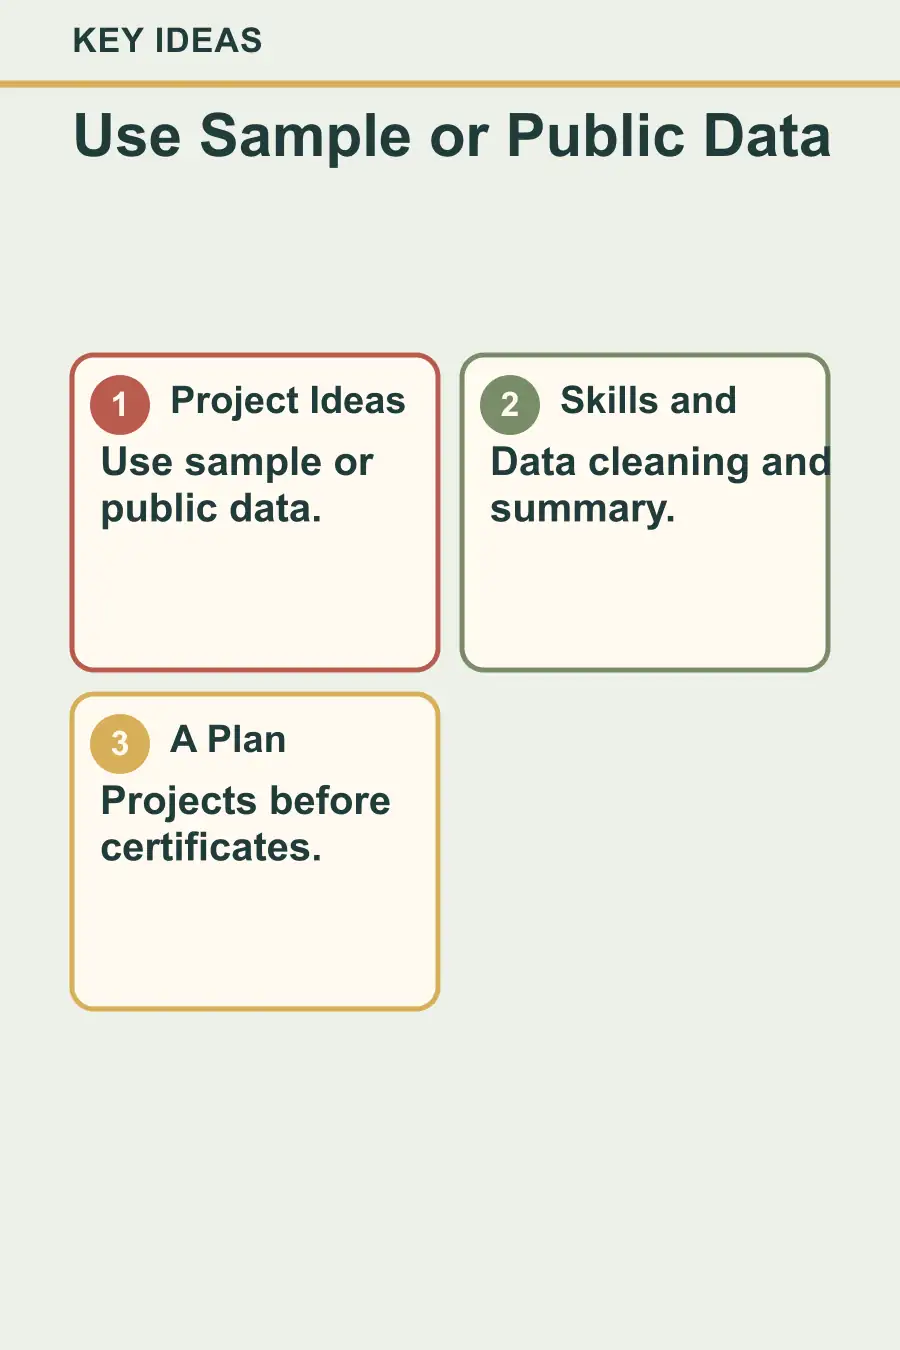 KEY IDEAS
Use Sample or Public Data
1 Project Ideas
Use sample or
public data.
2 Skills and
Data cleaning and
summary.
3 A Plan
Projects before
certificates.